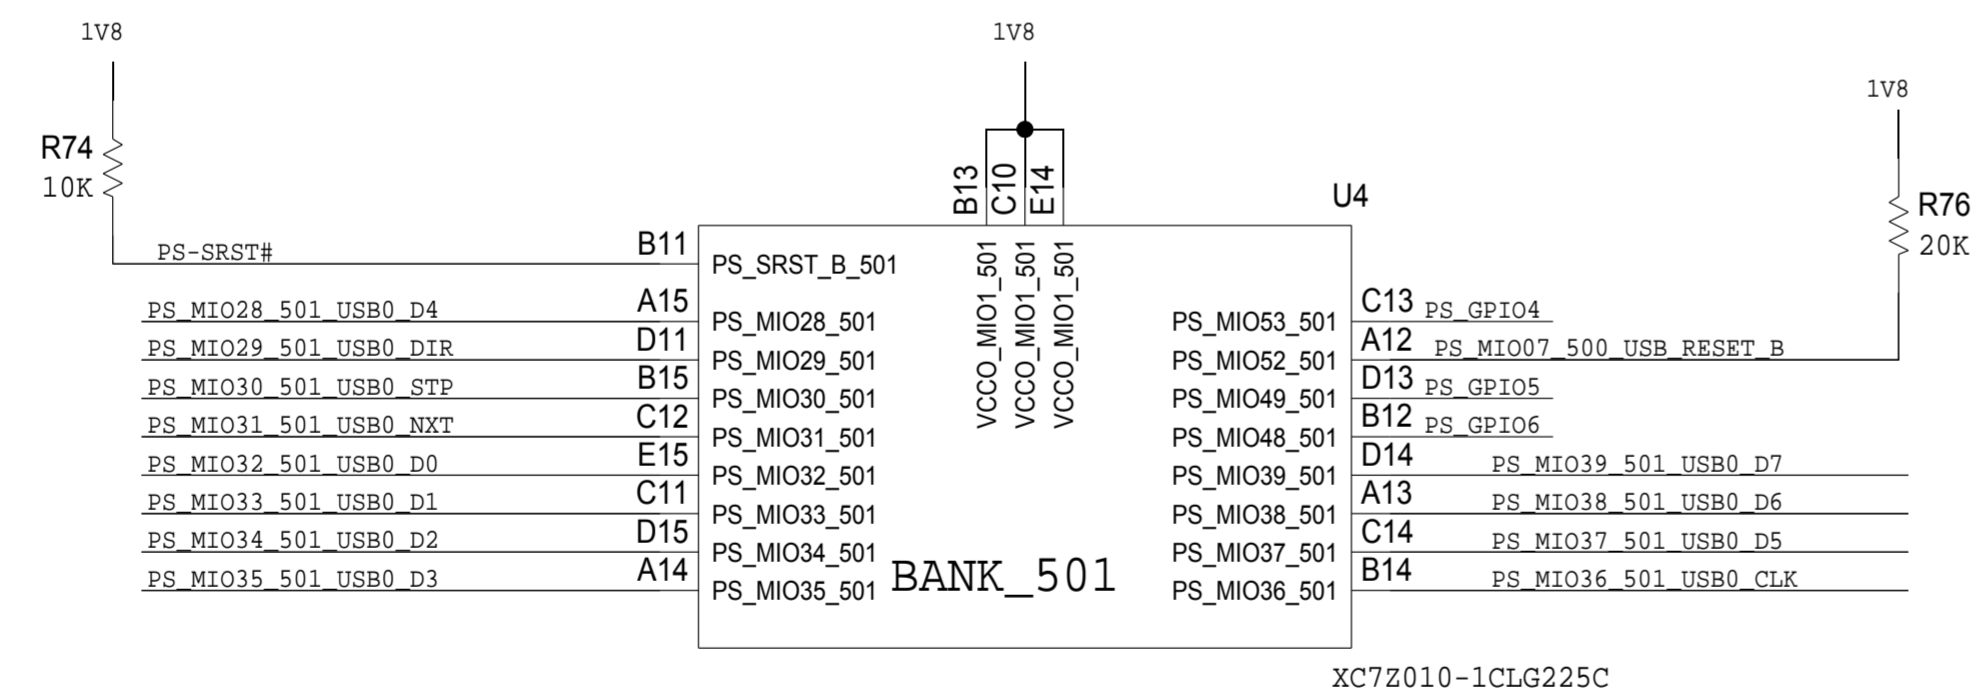 1V8
1V8
1V8
R74
10K
B13
C10
E14
U4
R76
20K
PS-SRST#
B11
PS_SRST_B_501
VCCO_MIO1_501
VCCO_MIO1_501
VCCO_MIO1_501
PS_MIO28_501_USB0_D4
A15
PS_MIO28_501
PS_MIO53_501
C13
PS_GPIO4
PS_MIO29_501_USB0_DIR
D11
PS_MIO29_501
PS_MIO52_501
A12
PS_MIO07_500_USB_RESET_B
PS_MIO30_501_USB0_STP
B15
PS_MIO30_501
PS_MIO49_501
D13
PS_GPIO5
PS_MIO31_501_USB0_NXT
C12
PS_MIO31_501
PS_MIO48_501
B12
PS_GPIO6
PS_MIO32_501_USB0_D0
E15
PS_MIO32_501
PS_MIO39_501
D14
PS_MIO39_501_USB0_D7
PS_MIO33_501_USB0_D1
C11
PS_MIO33_501
PS_MIO38_501
A13
PS_MIO38_501_USB0_D6
PS_MIO34_501_USB0_D2
D15
PS_MIO34_501
PS_MIO37_501
C14
PS_MIO37_501_USB0_D5
PS_MIO35_501_USB0_D3
A14
PS_MIO35_501
BANK_501
PS_MIO36_501
B14
PS_MIO36_501_USB0_CLK
XC7Z010-1CLG225C